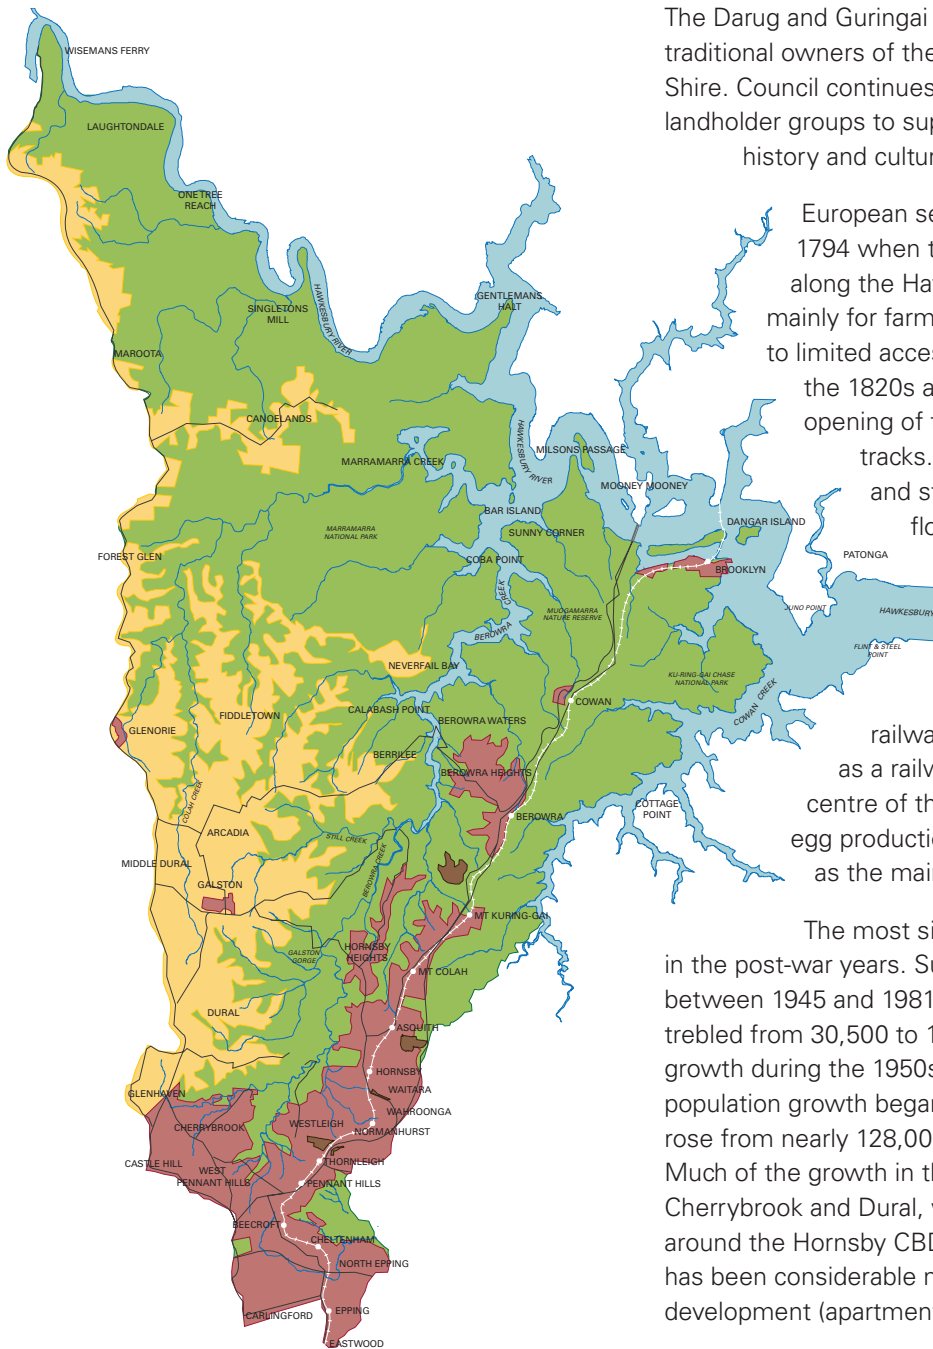 The Darug and Guringai
traditional owners of the
Shire. Council continues
landholder groups to sup
history and cultur
European se
1794 when t
along the Ha
mainly for farm
to limited acces
the 1820s a
opening of
tracks.
and s
flo
railwa
as a railw
centre of th
egg productio
as the mai
The most si
in the post-war years. Su
between 1945 and 1981
trebled from 30,500 to 1
growth during the 1950s
population growth bega
rose from nearly 128,00
Much of the growth in th
Cherrybrook and Dural,
around the Hornsby CBD
has been considerable n
development (apartmen
WISEMANS FERRY
LAUGHTONDALE
ONE TREE
REACH
HAWKESBURY RIVER
SINGLETONS
MILL
GENTLEMANS
HALT
MAROOTA
CANOELANDS
MARRAMARRA CREEK
HAWKESBURY RIVER
MILSONS PASSAGE
MOONEY MOONEY
BAR ISLAND
SUNNY CORNER
DANGAR ISLAND
MARRAMARRA
NATIONAL PARK
FOREST GLEN
COBA POINT
BROOKLYN
PATONGA
BEROWRA CREEK
MUOGAMARRA
NATURE RESERVE
JUNO POINT
HAWKESBURY
FLINT & STEEL
POINT
NEVERFAIL BAY
KU-RING-GAI CHASE
NATIONAL PARK
COWAN CREEK
COWAN
CALABASH POINT
FIDDLETOWN
BEROWRA WATERS
GLENORIE
BERRILEE
BEROWRA HEIGHTS
COLAH CREEK
COTTAGE
POINT
BEROWRA
ARCADIA
STILL CREEK
BEROWRA CREEK
MIDDLE DURAL
GALSTON
MT KURING-GAI
HORNSBY
HEIGHTS
GALSTON
GORGE
MT COLAH
DURAL
ASQUITH
HORNSBY
GLENHAVEN
WAITARA
WAHROONGA
CHERRYBROOK
WESTLEIGH
NORMANHURST
CASTLE HILL
WEST
PENNANT HILLS
THORNLEIGH
PENNANT HILLS
BEECROFT
CHELTENHAM
NORTH EPPING
CARLINGFORD
EPPING
EASTWOOD